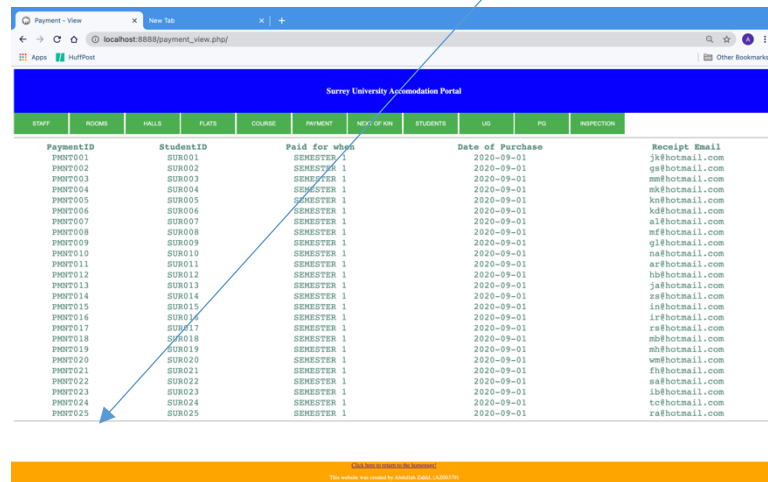 Payment - View
New Tab
localhost:8888/payment_view.php/
A
Apps HuffPost Other Bookmarks
Surrey University Accomodation Portal
STAFF ROOMS HALLS FLATS COURSE PAYMENT NEXT OF KIN STUDENTS UG PG INSPECTION
PaymentID StudentID Paid for when Date of Purchase Receipt Email
PMNT001 SUR001 SEMESTER 1 2020-09-01 jk@hotmail.com
PMNT002 SUR002 SEMESTER 1 2020-09-01 gs@hotmail.com
PMNT003 SUR003 SEMESTER 1 2020-09-01 mm@hotmail.com
PMNT004 SUR004 SEMESTER 1 2020-09-01 mk@hotmail.com
PMNT005 SUR005 SEMESTER 1 2020-09-01 kn@hotmail.com
PMNT006 SUR006 SEMESTER 1 2020-09-01 kd@hotmail.com
PMNT007 SUR007 SEMESTER 1 2020-09-01 al@hotmail.com
PMNT008 SUR008 SEMESTER 1 2020-09-01 mf@hotmail.com
PMNT009 SUR009 SEMESTER 1 2020-09-01 gl@hotmail.com
PMNT010 SUR010 SEMESTER 1 2020-09-01 na@hotmail.com
PMNT011 SUR011 SEMESTER 1 2020-09-01 ar@hotmail.com
PMNT012 SUR012 SEMESTER 1 2020-09-01 hb@hotmail.com
PMNT013 SUR013 SEMESTER 1 2020-09-01 ja@hotmail.com
PMNT014 SUR014 SEMESTER 1 2020-09-01 zs@hotmail.com
PMNT015 SUR015 SEMESTER 1 2020-09-01 in@hotmail.com
PMNT016 SUR016 SEMESTER 1 2020-09-01 ir@hotmail.com
PMNT017 SUR017 SEMESTER 1 2020-09-01 rs@hotmail.com
PMNT018 SUR018 SEMESTER 1 2020-09-01 mb@hotmail.com
PMNT019 SUR019 SEMESTER 1 2020-09-01 mh@hotmail.com
PMNT020 SUR020 SEMESTER 1 2020-09-01 wm@hotmail.com
PMNT021 SUR021 SEMESTER 1 2020-09-01 fh@hotmail.com
PMNT022 SUR022 SEMESTER 1 2020-09-01 sa@hotmail.com
PMNT023 SUR023 SEMESTER 1 2020-09-01 ib@hotmail.com
PMNT024 SUR024 SEMESTER 1 2020-09-01 tc@hotmail.com
PMNT025 SUR025 SEMESTER 1 2020-09-01 ra@hotmail.com
Click here to return to the homepage!
This website was created by Abdullah